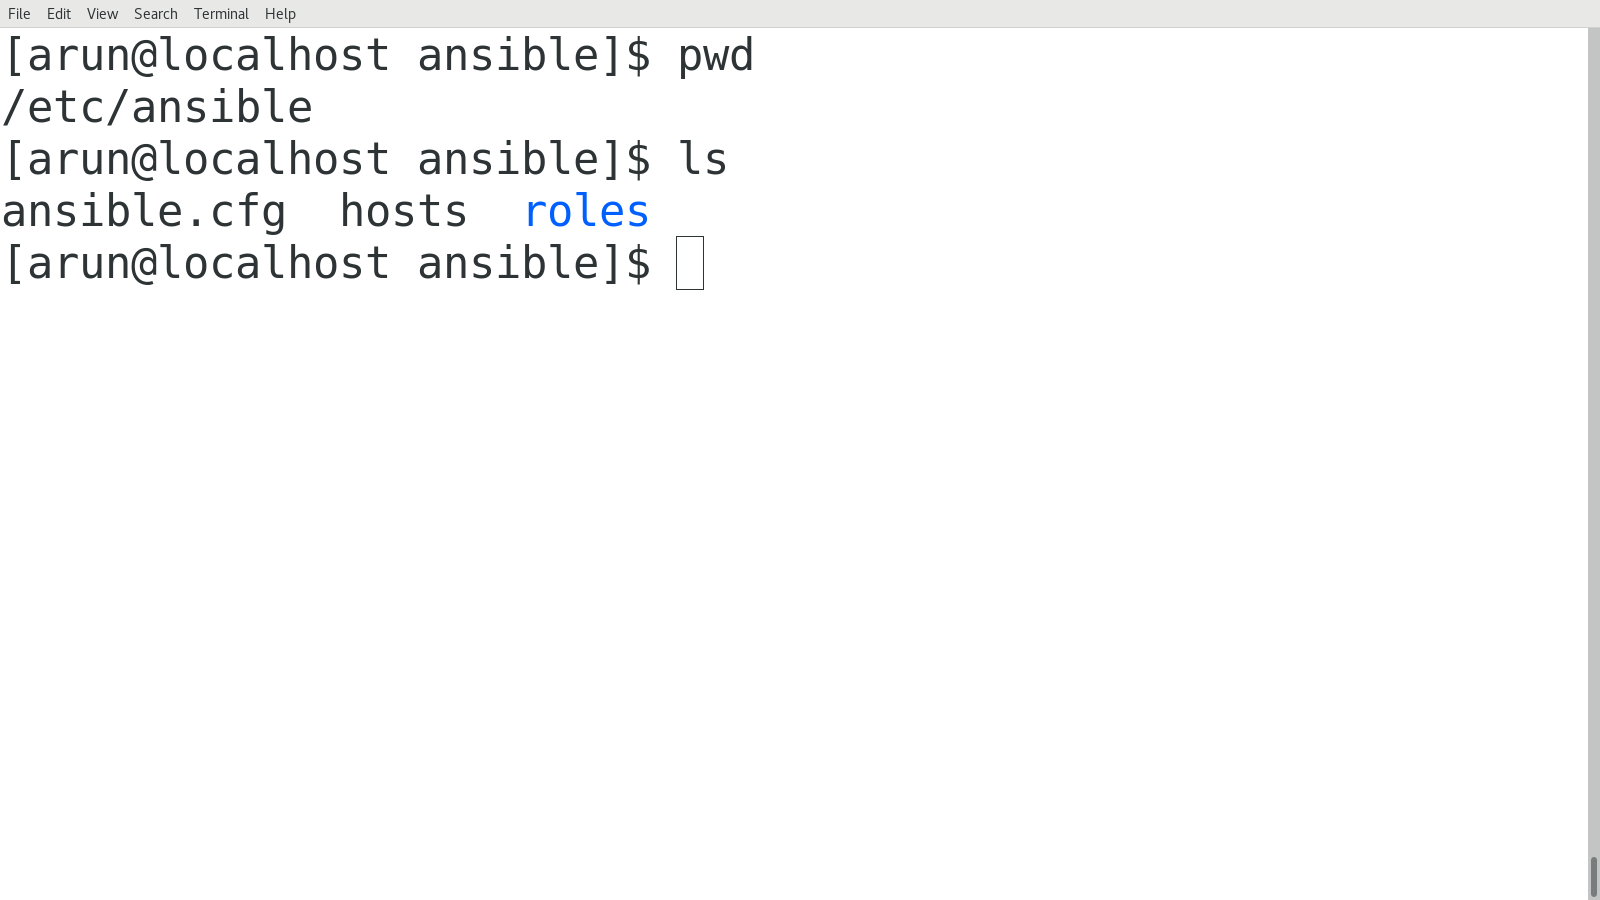 File Edit View Search Terminal Help
[arun@localhost ansible]$ pwd
/etc/ansible
[arun@localhost ansible]$ ls
ansible.cfg  hosts  roles
[arun@localhost ansible]$